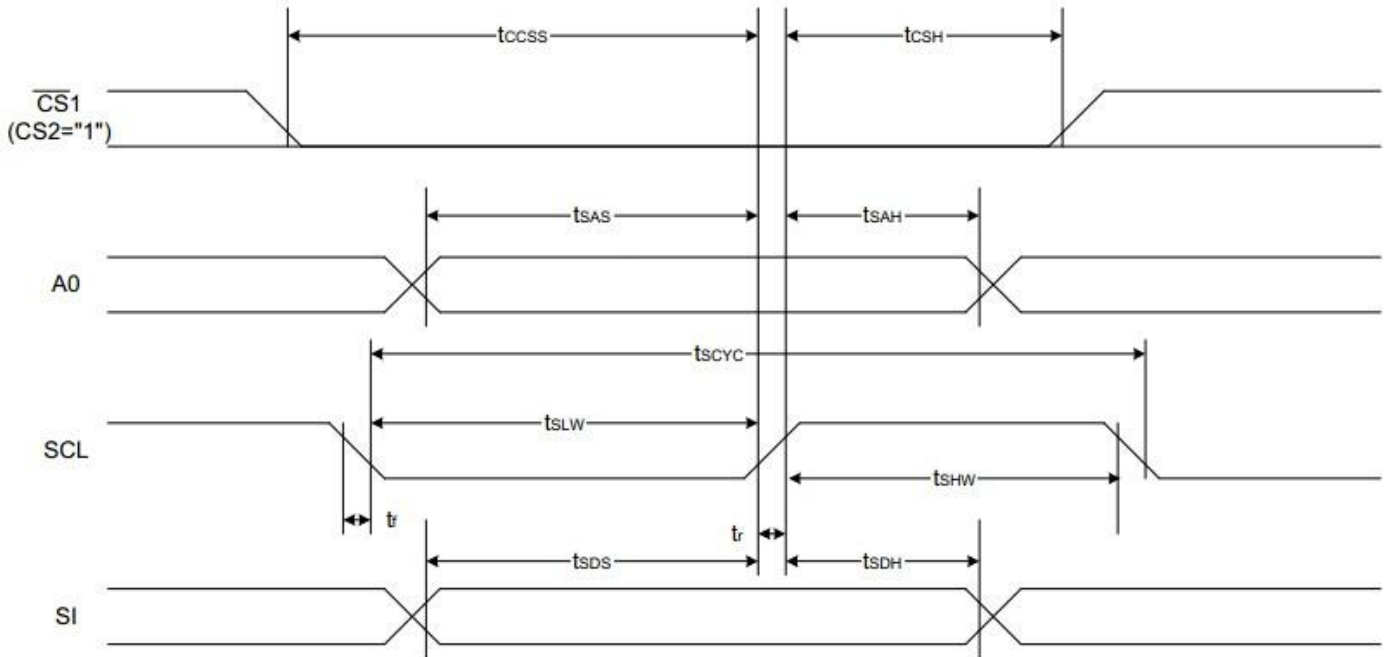 tCCSS
tCSH
CS1
(CS2="1")
tSAS
tSAH
A0
tSCYC
tSLW
SCL
tSHW
tf
tr
tSDS
tSDH
SI